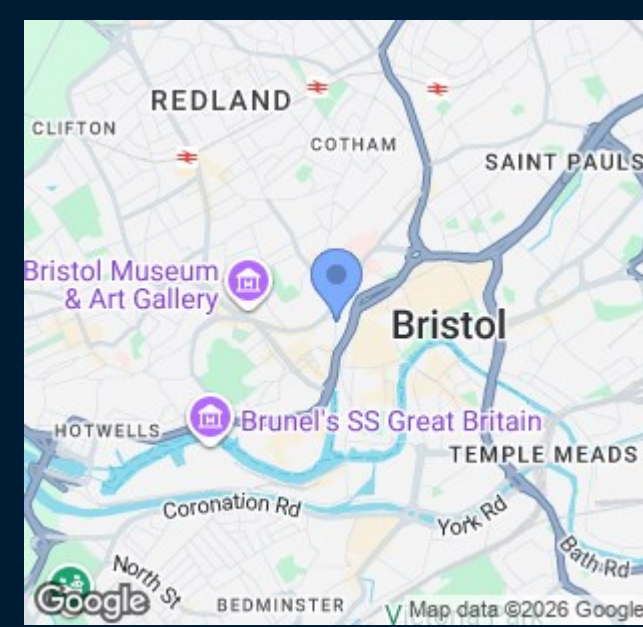 REDLAND
CLIFTON
COTHAM
SAINT PAULS
Bristol Museum
& Art Gallery
Bristol
Brunel's SS Great Britain
HOTWELLS
TEMPLE MEADS
Coronation Rd
York Rd
Bath Rd
North St
BEDMINSTER
Google
Map data ©2026 Google